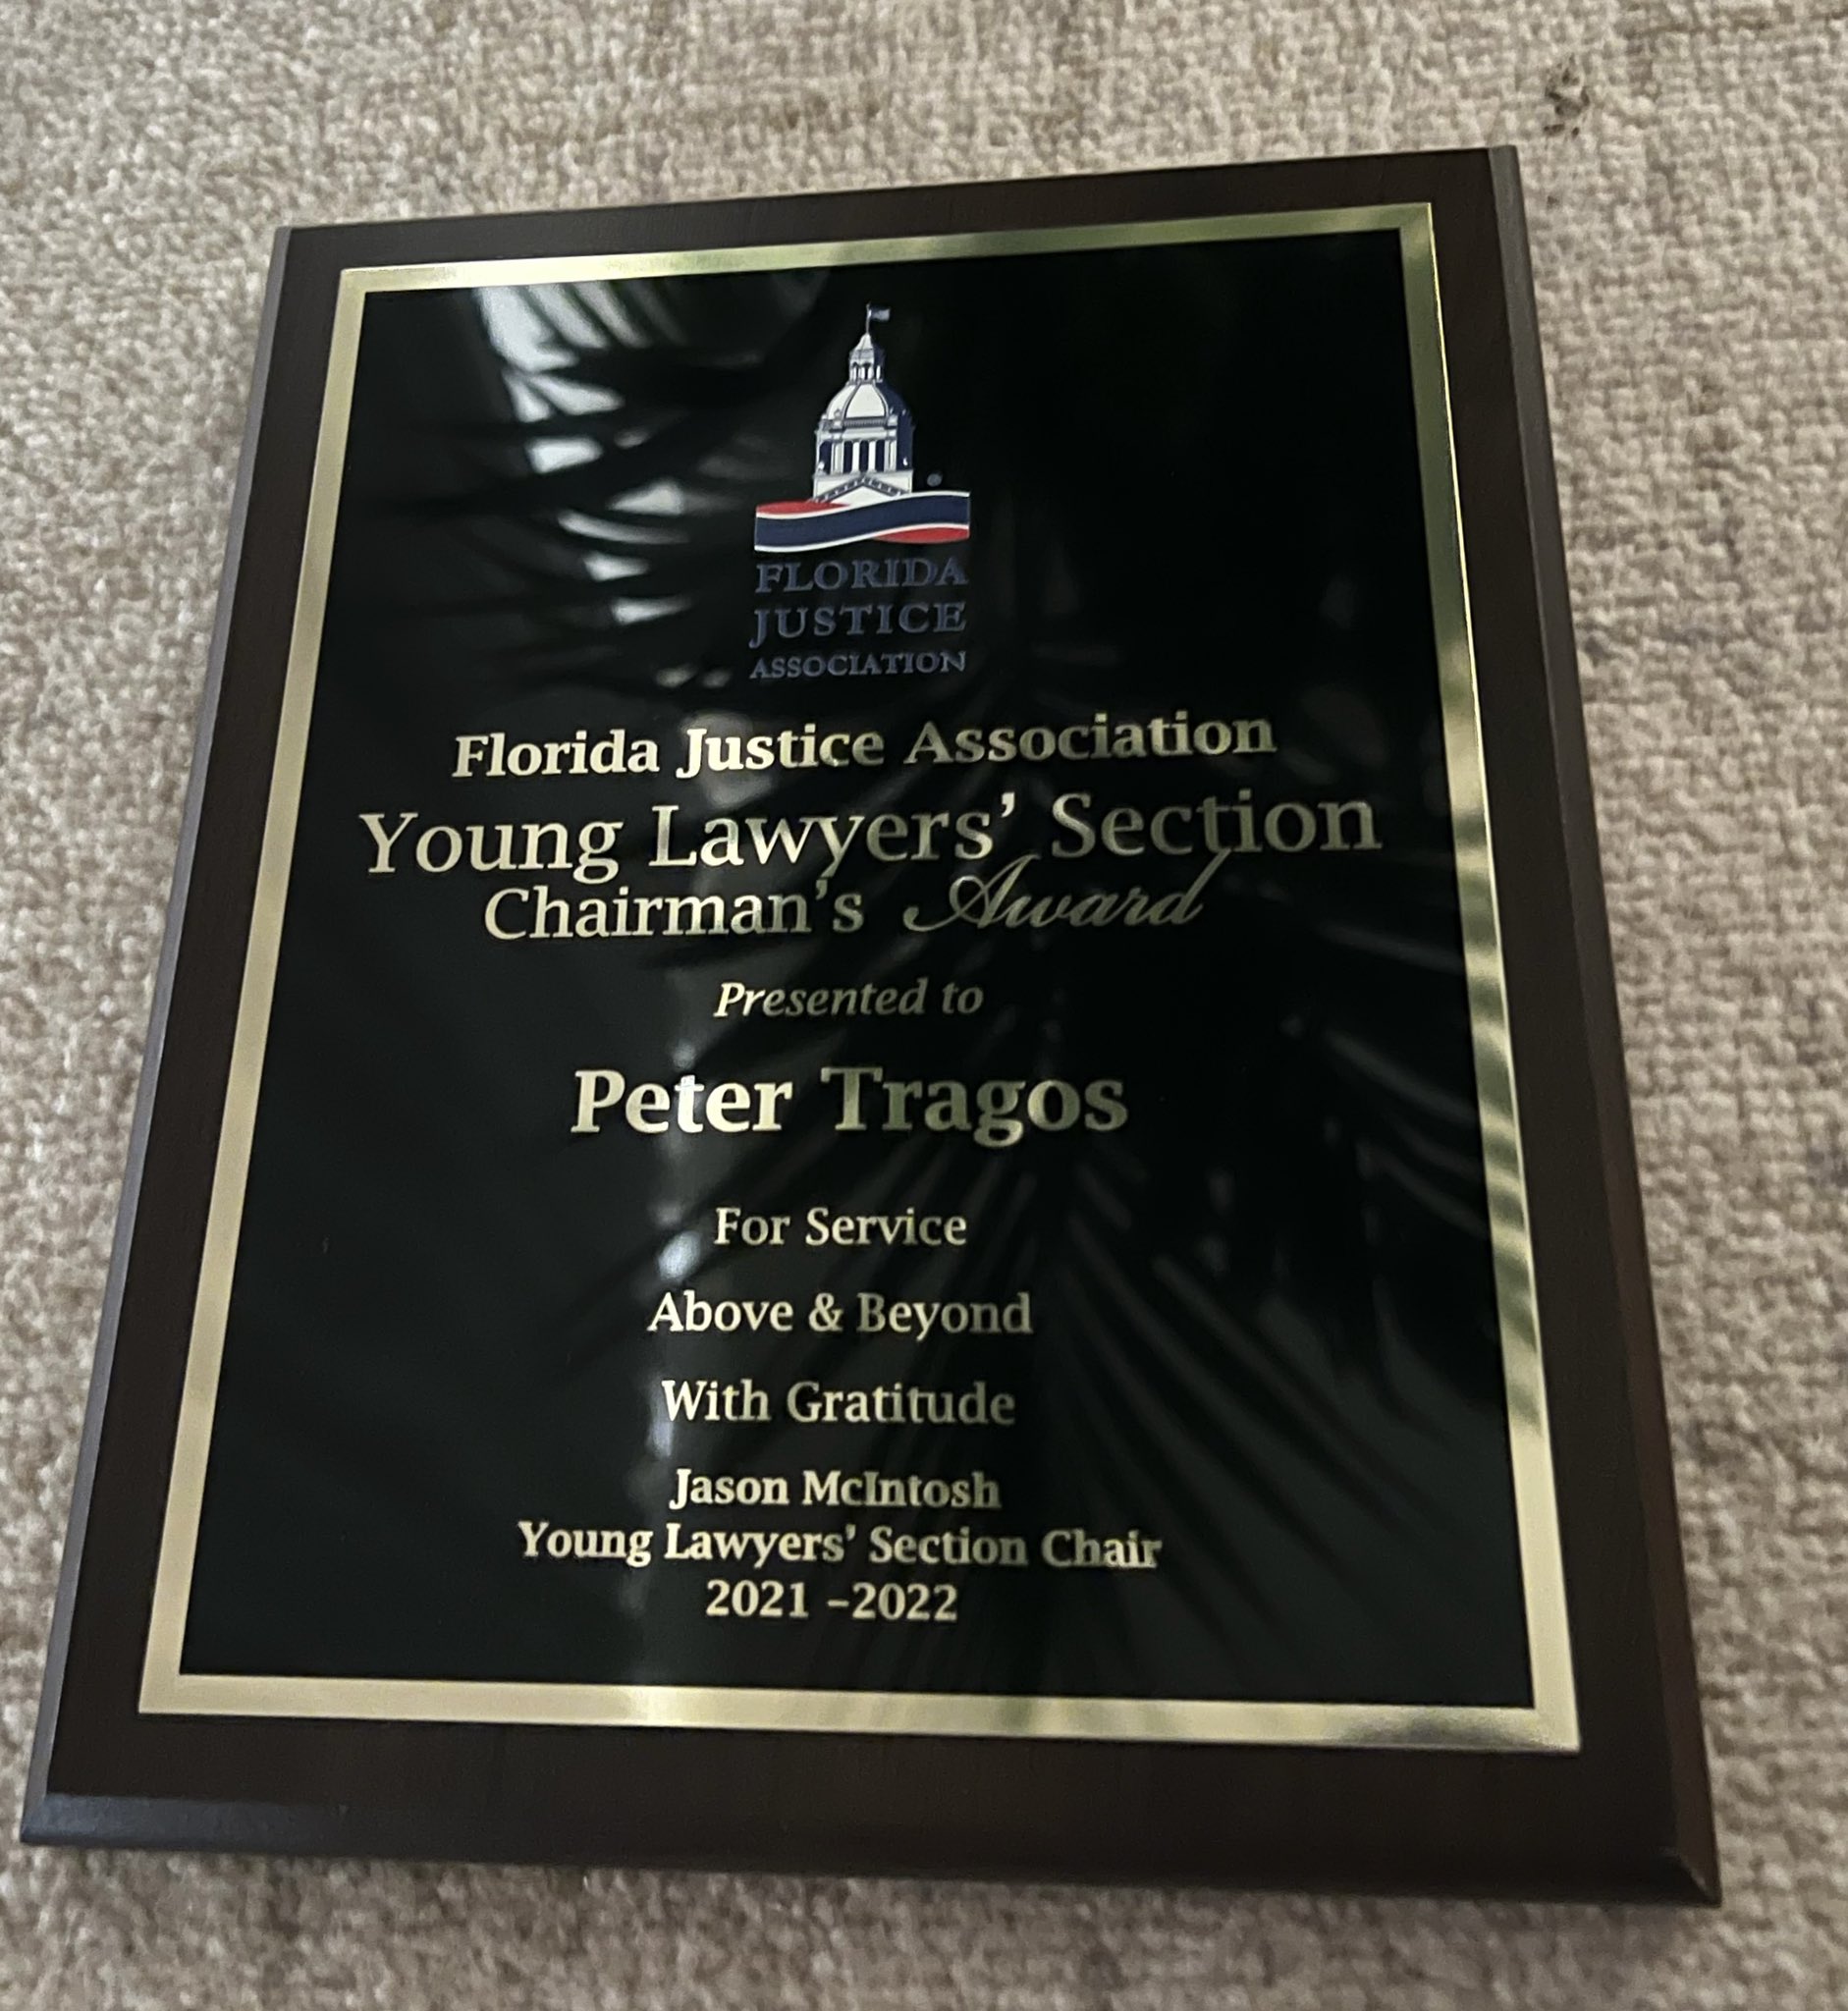 FLORIDA
JUSTICE
ASSOCIATION
Florida Justice Association
Young Lawyers' Section
Chairman's Award
Presented to
Peter Tragos
For Service
Above & Beyond
With Gratitude
Jason McIntosh
Young Lawyers' Section Chair
2021 –2022